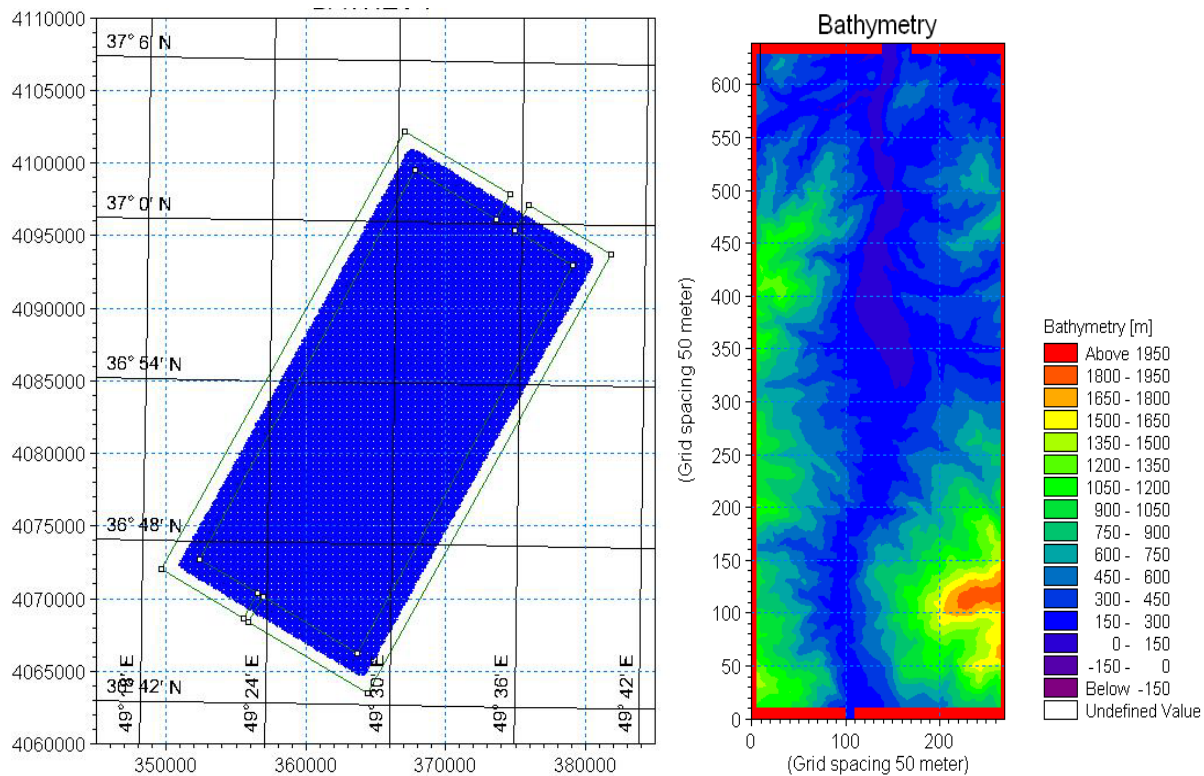 4110000
4105000
4100000
4095000
4090000
4085000
4080000
4075000
4070000
4065000
4060000
37° 6' N
37° 0' N
36° 54' N
36° 48' N
49° 24' E
49° 36' E
49° 42' E
350000
360000
370000
380000
Bathymetry
600
550
500
450
400
350
300
250
200
150
100
50
0
(Grid spacing 50 meter)
0
100
200
(Grid spacing 50 meter)
Bathymetry [m]
Above 1950
1800 - 1950
1650 - 1800
1500 - 1650
1350 - 1500
1200 - 1350
1050 - 1200
900 - 1050
750 - 900
600 - 750
450 - 600
300 - 450
150 - 300
0 - 150
-150 - 0
Below -150
Undefined Value